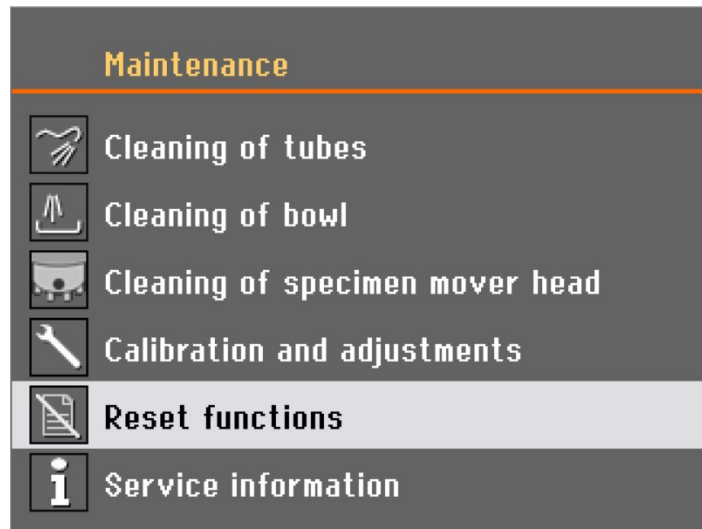 Maintenance
Cleaning of tubes
Cleaning of bowl
Cleaning of specimen mover head
Calibration and adjustments
Reset functions
Service information